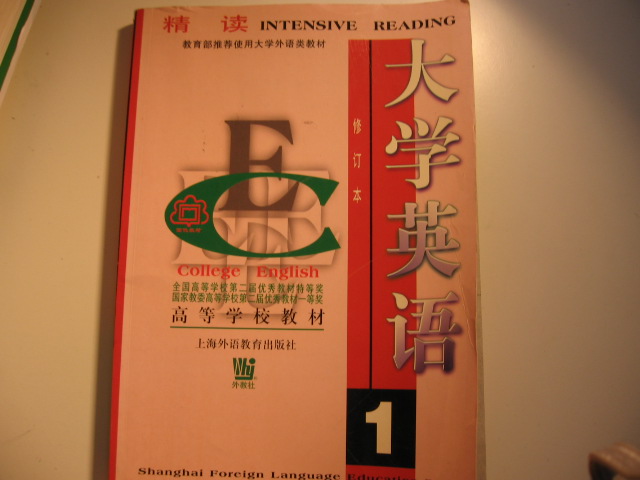 精 读 INTENSIVE READING
教育部推荐使用大学外语类教材
大学英语
修订本
E
C
College English
全国高等学校第二届优秀教材特等奖
国家教委高等学校第二届优秀教材一等奖
高等学校教材
上海外语教育出版社
外教社
1
Shanghai Foreign Language Education